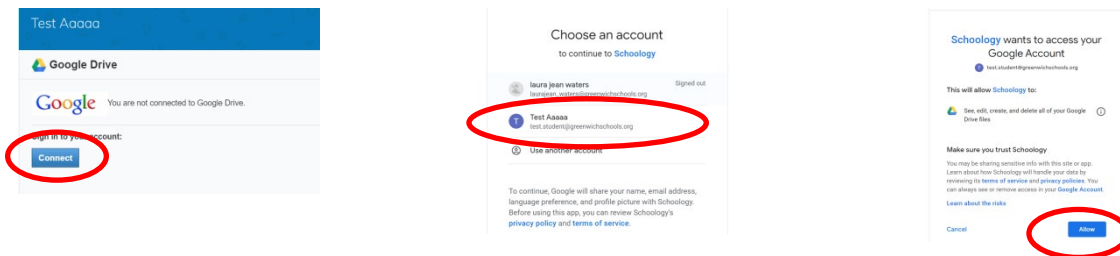 Test Aaaaa
Google Drive
Google You are not connected to Google Drive.
Sign in to your account:
Connect
Choose an account
to continue to Schoology
laura jean waters
Signed out
laurajean_waters@greenwichschools.org
Test Aaaaa
test.student@greenwichschools.org
Use another account
To continue, Google will share your name, email address,
language preference, and profile picture with Schoology.
Before using this app, you can review Schoology's
privacy policy and terms of service.
Schoology wants to access your
Google Account
test.student@greenwichschools.org
This will allow Schoology to:
See, edit, create, and delete all of your Google
Drive files
Make sure you trust Schoology
You may be sharing sensitive info with this site or app.
Learn about how Schoology will handle your data by
reviewing its terms of service and privacy policies. You
can always see or remove access in your Google Account.
Learn about the risks
Cancel
Allow